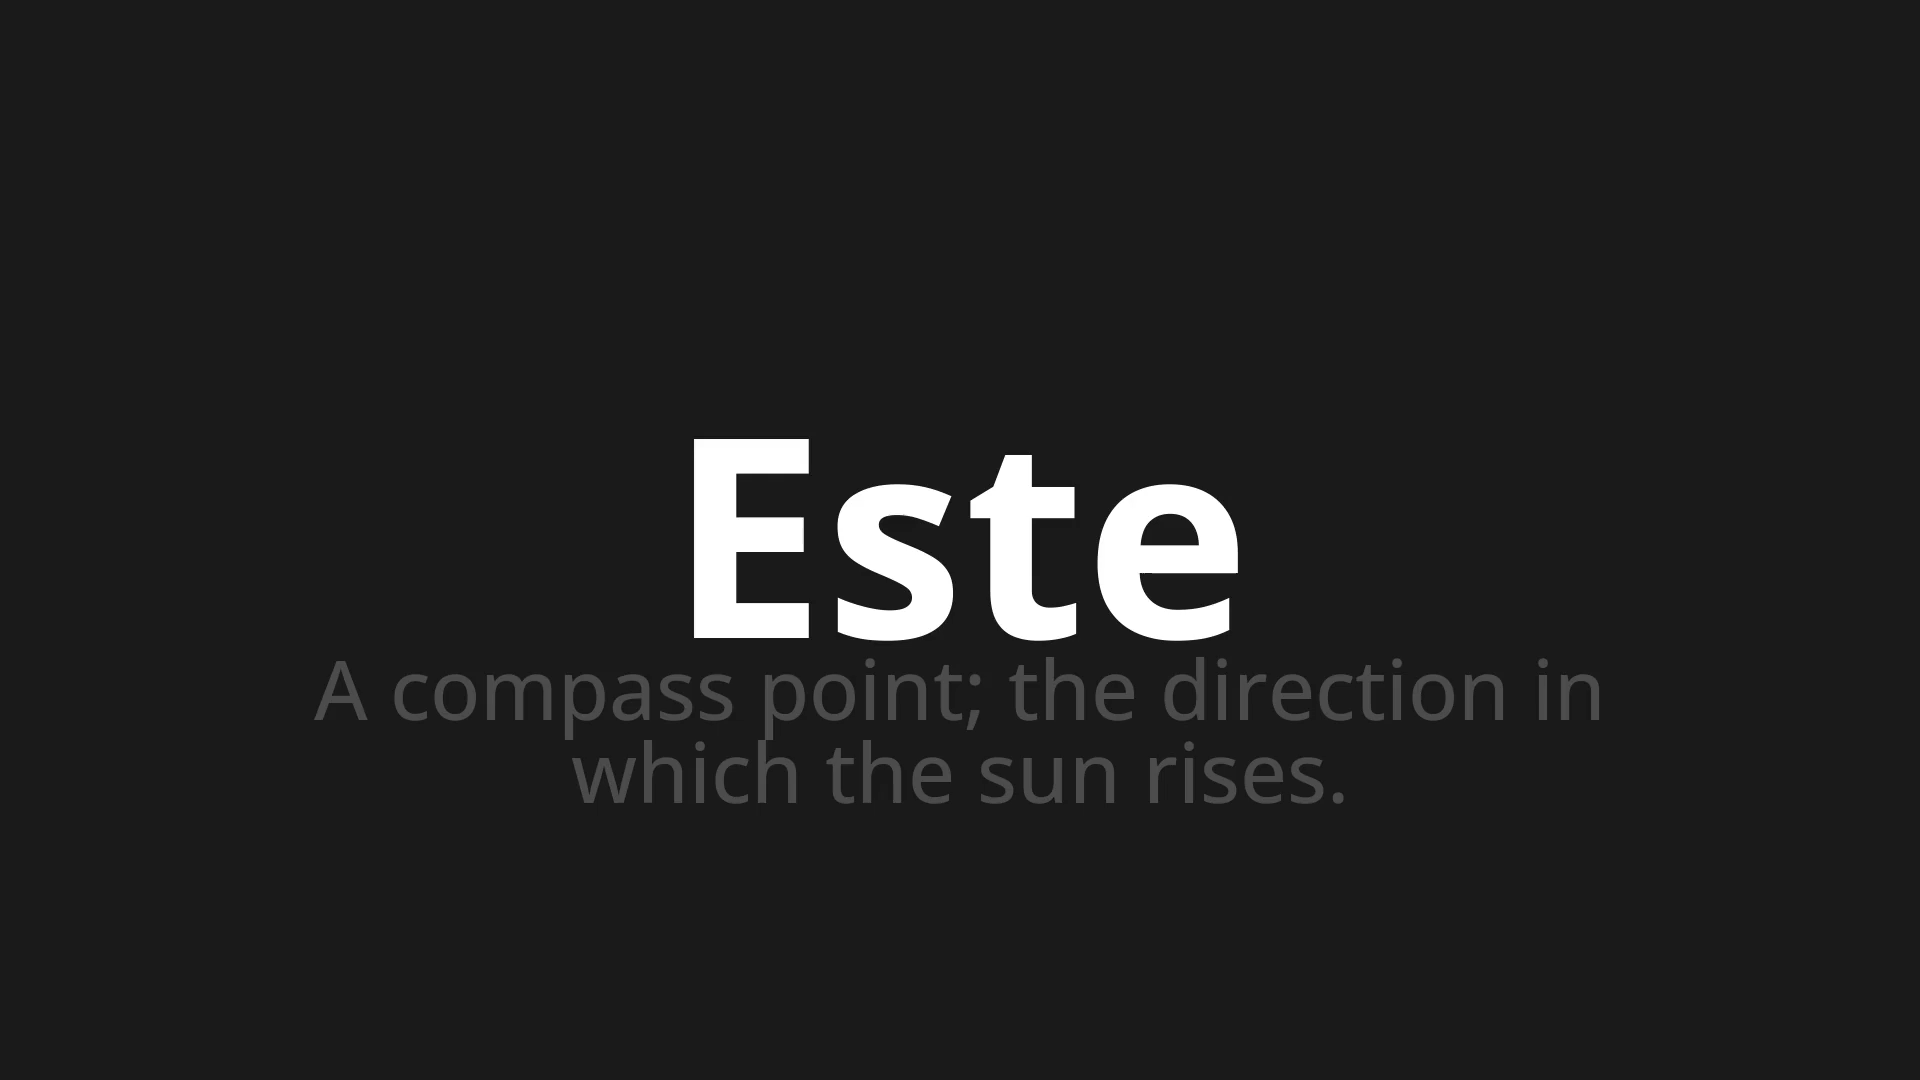 Este
A compass point; the direction in
which the sun rises.